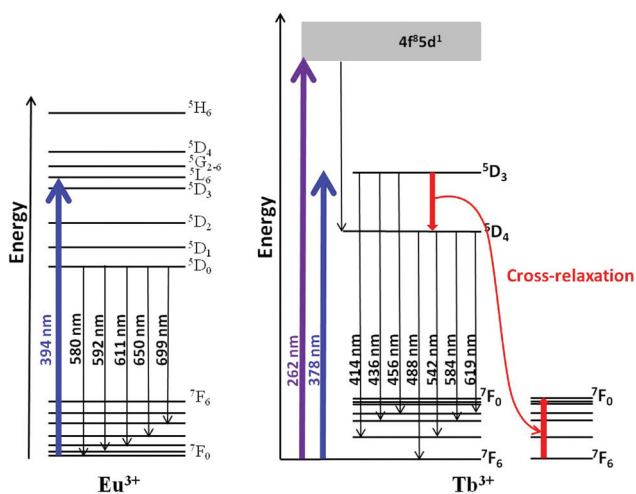 Energy
⁵H₆
⁵D₄
⁵G₂₋₆
⁵L₆
⁵D₃
⁵D₂
⁵D₁
⁵D₀
394 nm
580 nm
592 nm
611 nm
650 nm
699 nm
⁷F₆
⁷F₀
Eu³⁺
Energy
4f⁸5d¹
⁵D₃
⁵D₄
Cross-relaxation
262 nm
378 nm
414 nm
436 nm
456 nm
488 nm
542 nm
584 nm
619 nm
⁷F₀
⁷F₆
⁷F₀
⁷F₆
Tb³⁺